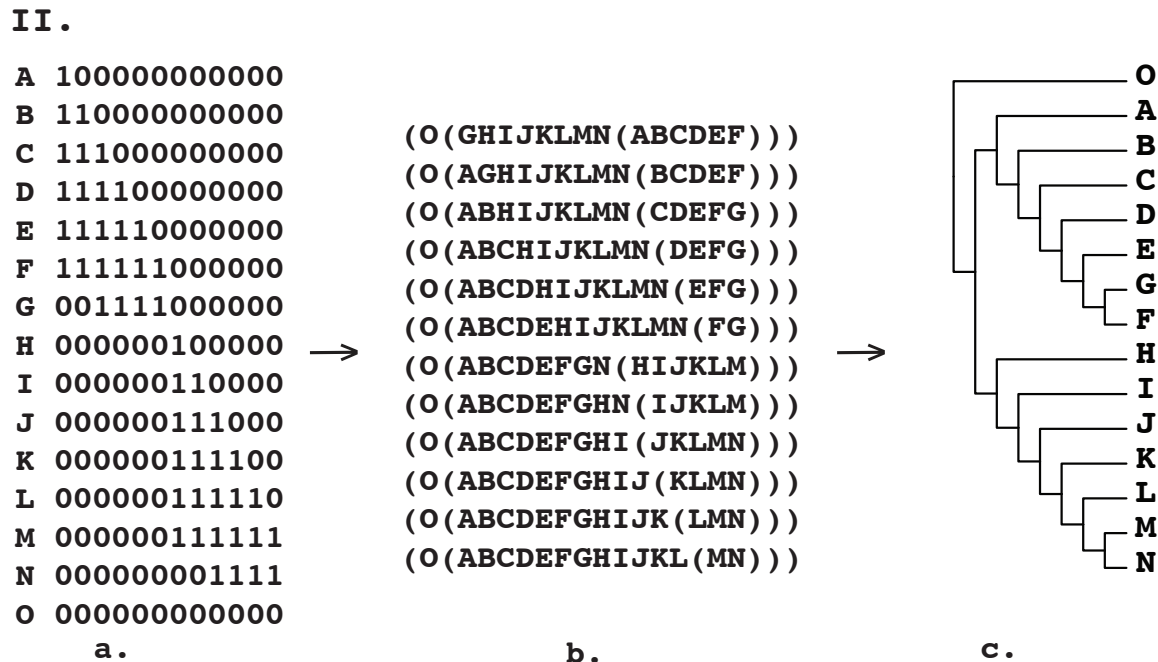 II.
A 100000000000
B 110000000000
C 111000000000
D 111100000000
E 111110000000
F 111111000000
G 001111000000
H 000000100000
I 000000110000
J 000000111000
K 000000111100
L 000000111110
M 000000111111
N 000000001111
O 000000000000
a.
(O(GHIJKLMN(ABCDEF)))
(O(AGHIJKLMN(BCDEF)))
(O(ABHIJKLMN(CDEFG)))
(O(ABCHIJKLMN(DEFG)))
(O(ABCDHIJKLMN(EFG)))
(O(ABCDEHIJKLMN(FG)))
(O(ABCDEFGN(HIJKLM)))
(O(ABCDEFGHN(IJKLM)))
(O(ABCDEFGHI(JKLMN)))
(O(ABCDEFGHIJ(KLMN)))
(O(ABCDEFGHIJK(LMN)))
(O(ABCDEFGHIJKL(MN)))
b.
O
A
B
C
D
E
G
F
H
I
J
K
L
M
N
c.